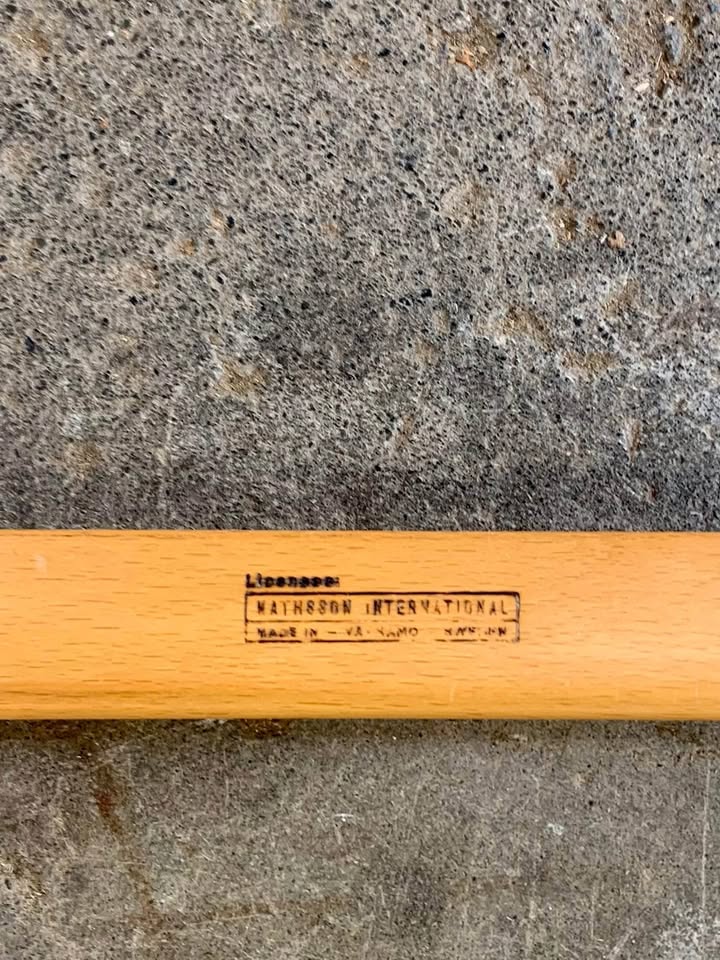 Licensee:
MATHSSON INTERNATIONAL
MADE IN – VÄRNAMO SWEDEN